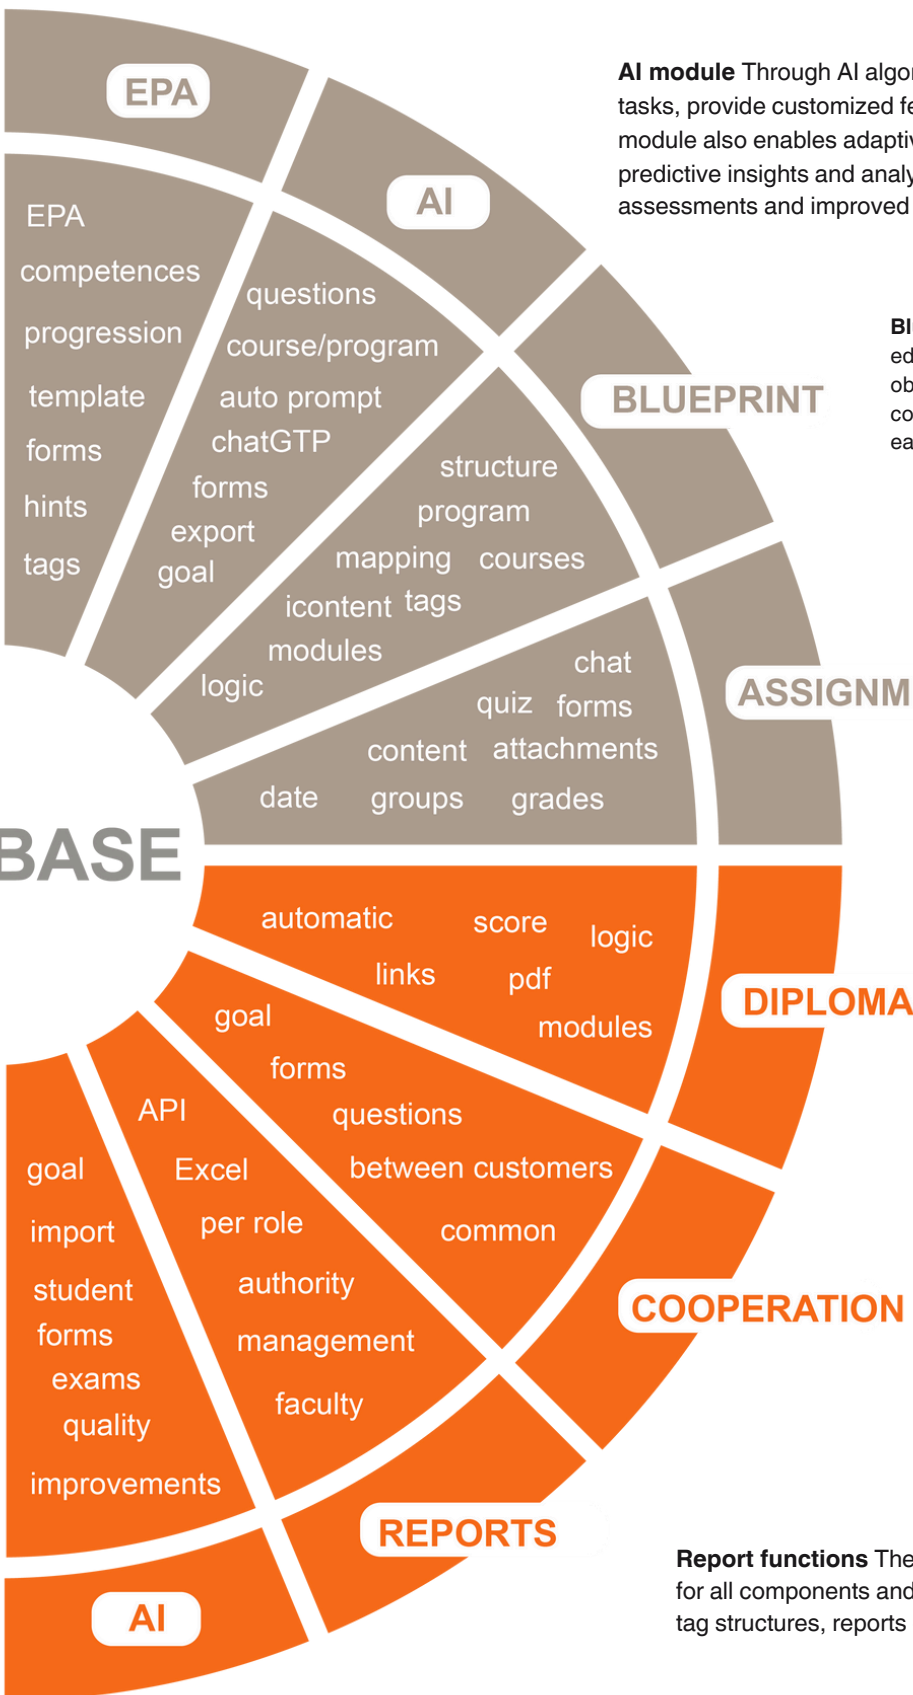 EPA
EPA
competences
progression
template
forms
hints
tags
AI
questions
course/program
auto prompt
chatGTP
forms
export
goal
AI module Through AI algor
tasks, provide customized fe
module also enables adaptiv
predictive insights and analy
assessments and improved
BLUEPRINT
structure
program
mapping courses
icontent tags
modules
logic
Bl
ed
ob
co
ea
ASSIGNM
chat
quiz forms
content attachments
date groups grades
BASE
DIPLOMA
automatic score logic
links pdf
modules
COOPERATION
goal
forms
questions
between customers
common
REPORTS
API
Excel
per role
authority
management
faculty
AI
goal
import
student
forms
exams
quality
improvements
Report functions The
for all components and
tag structures, reports